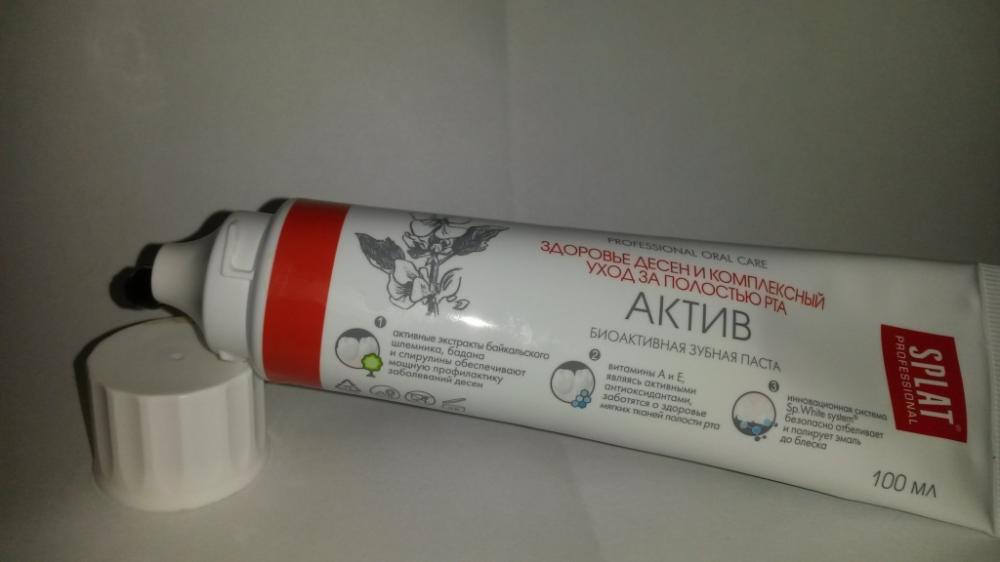 PROFESSIONAL ORAL CARE
ЗДОРОВЬЕ ДЕСЕН И КОМПЛЕКСНЫЙ
УХОД ЗА ПОЛОСТЬЮ РТА
АКТИВ
БИОАКТИВНАЯ ЗУБНАЯ ПАСТА
1
активные экстракты байкальского
шлемника, бадана
и спирулины обеспечивают
мощную профилактику
заболеваний десен
2
витамины А и Е,
являясь активными
антиоксидантами,
заботятся о здоровье
мягких тканей полости рта
3
инновационная система
Sp.White system®
безопасно отбеливает
и полирует эмаль
до блеска
SPLAT®
PROFESSIONAL
100 мл